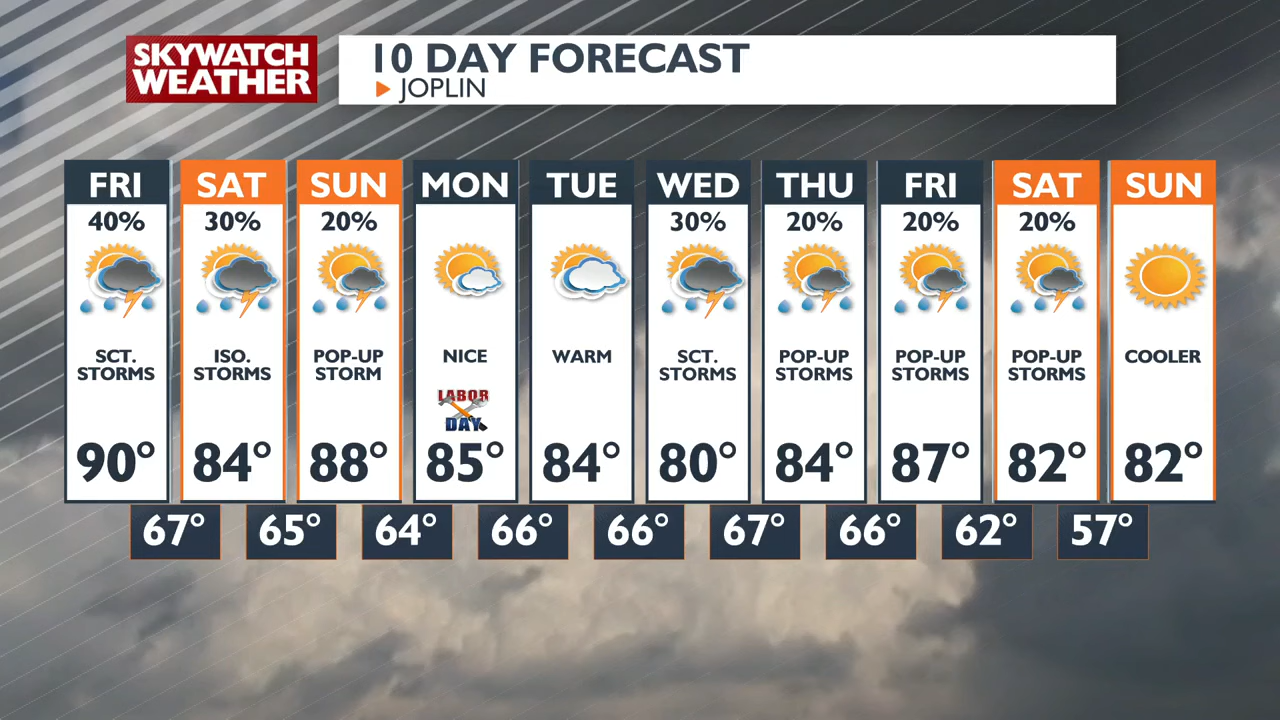 SKYWATCH
WEATHER
10 DAY FORECAST
JOPLIN
FRI SAT SUN MON TUE WED THU FRI SAT SUN
40% 30% 20% 30% 20% 20% 20%
SCT. ISO. POP-UP NICE WARM SCT. POP-UP POP-UP POP-UP COOLER
STORMS STORMS STORM STORMS STORMS STORMS STORMS
LABOR
DAY
90° 84° 88° 85° 84° 80° 84° 87° 82° 82°
67° 65° 64° 66° 66° 67° 66° 62° 57°